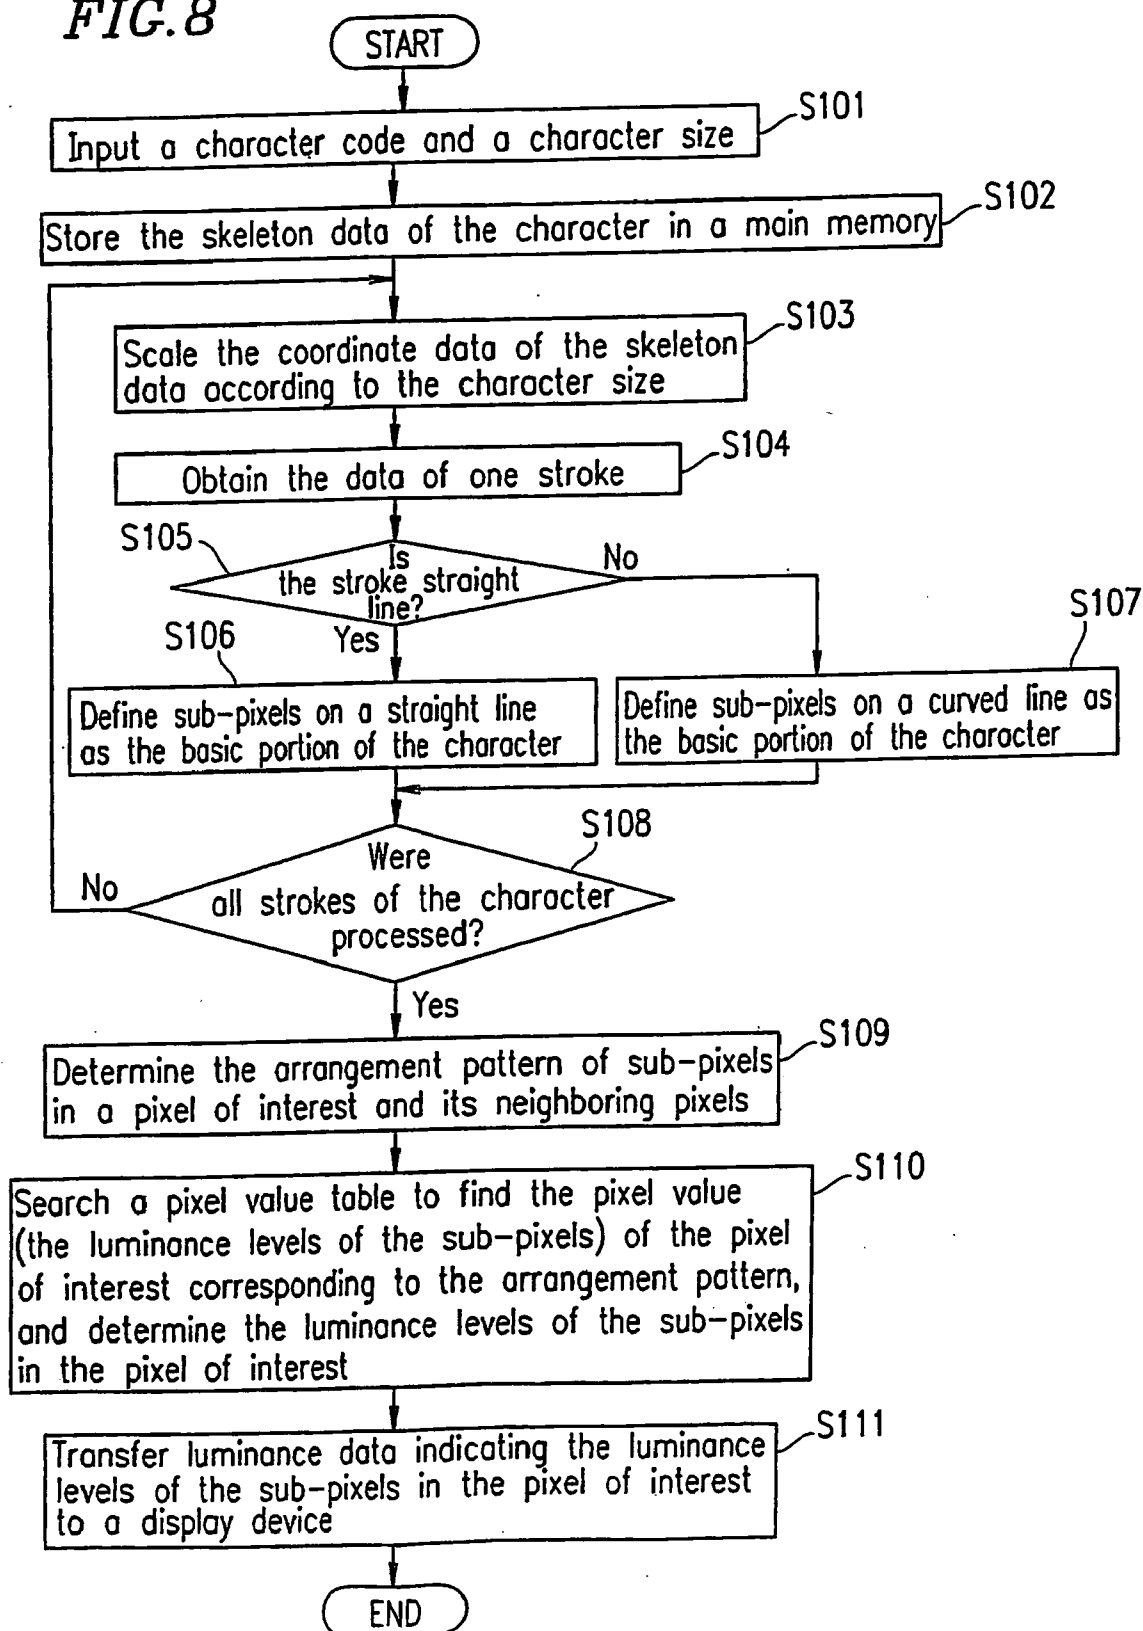 FIG.8
START
S101
Input a character code and a character size
S102
Store the skeleton data of the character in a main memory
S103
Scale the coordinate data of the skeleton
data according to the character size
S104
Obtain the data of one stroke
S105
Is
the stroke straight
line?
No
Yes
S106
Define sub-pixels on a straight line
as the basic portion of the character
S107
Define sub-pixels on a curved line as
the basic portion of the character
S108
Were
all strokes of the character
processed?
No
Yes
S109
Determine the arrangement pattern of sub-pixels
in a pixel of interest and its neighboring pixels
S110
Search a pixel value table to find the pixel value
(the luminance levels of the sub-pixels) of the pixel
of interest corresponding to the arrangement pattern,
and determine the luminance levels of the sub-pixels
in the pixel of interest
S111
Transfer luminance data indicating the luminance
levels of the sub-pixels in the pixel of interest
to a display device
END